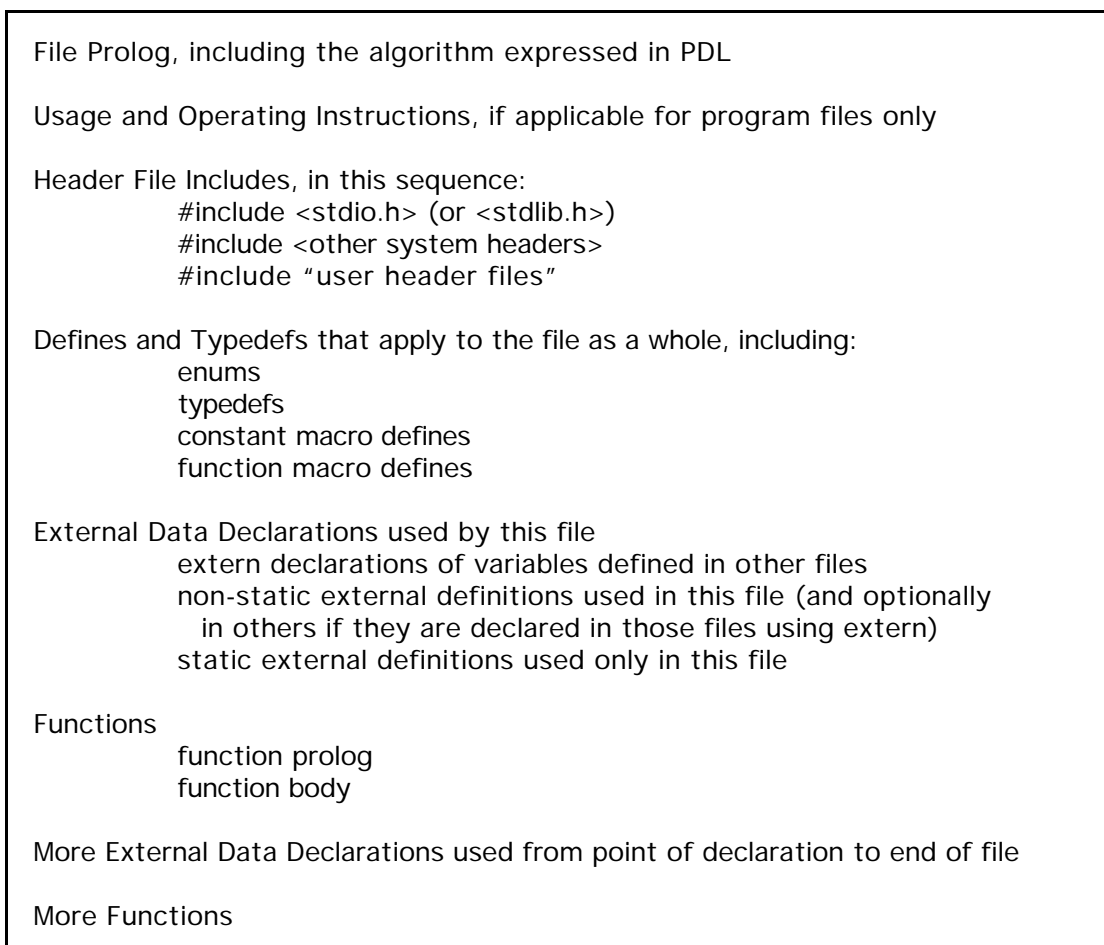 File Prolog, including the algorithm expressed in PDL
Usage and Operating Instructions, if applicable for program files only
Header File Includes, in this sequence:
#include <stdio.h> (or <stdlib.h>)
#include <other system headers>
#include “user header files”
Defines and Typedefs that apply to the file as a whole, including:
enums
typedefs
constant macro defines
function macro defines
External Data Declarations used by this file
extern declarations of variables defined in other files
non-static external definitions used in this file (and optionally
in others if they are declared in those files using extern)
static external definitions used only in this file
Functions
function prolog
function body
More External Data Declarations used from point of declaration to end of file
More Functions